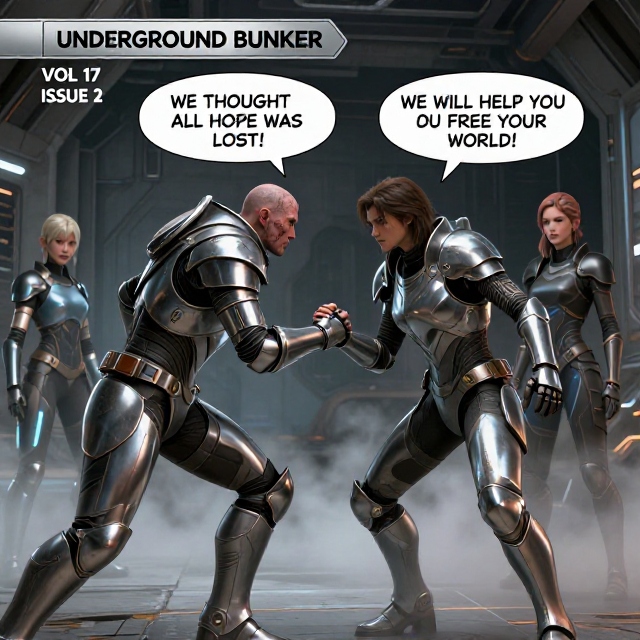 UNDERGROUND BUNKER
VOL 17
ISSUE 2
WE THOUGHT
ALL HOPE WAS
LOST!
WE WILL HELP YOU
OU FREE YOUR
WORLD!